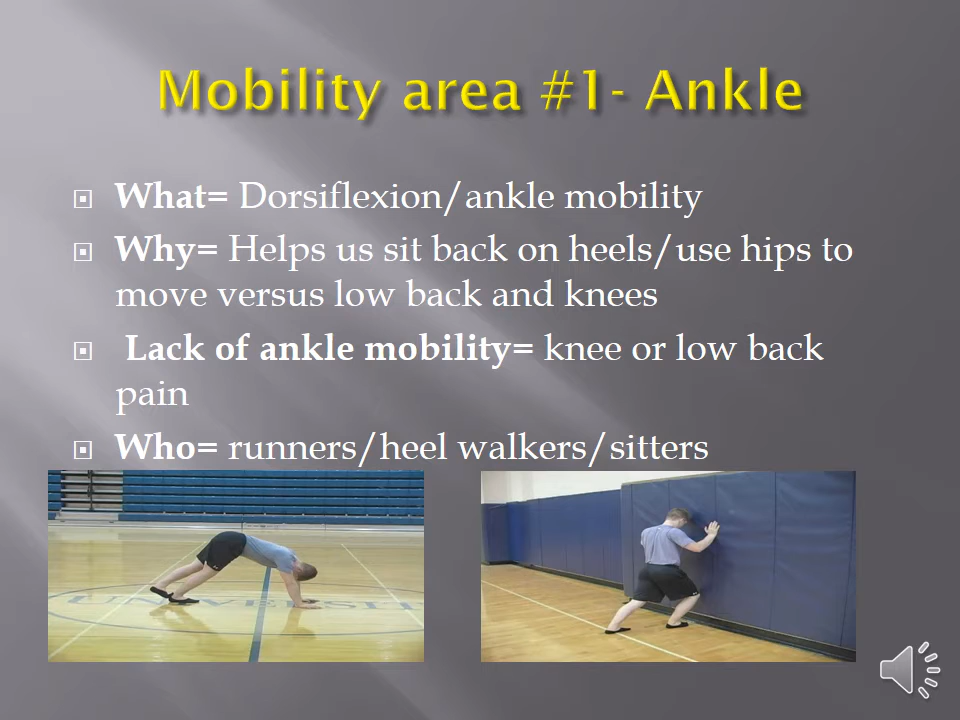 Mobility area #1- Ankle
What= Dorsiflexion/ankle mobility
Why= Helps us sit back on heels/use hips to
move versus low back and knees
Lack of ankle mobility= knee or low back
pain
Who= runners/heel walkers/sitters